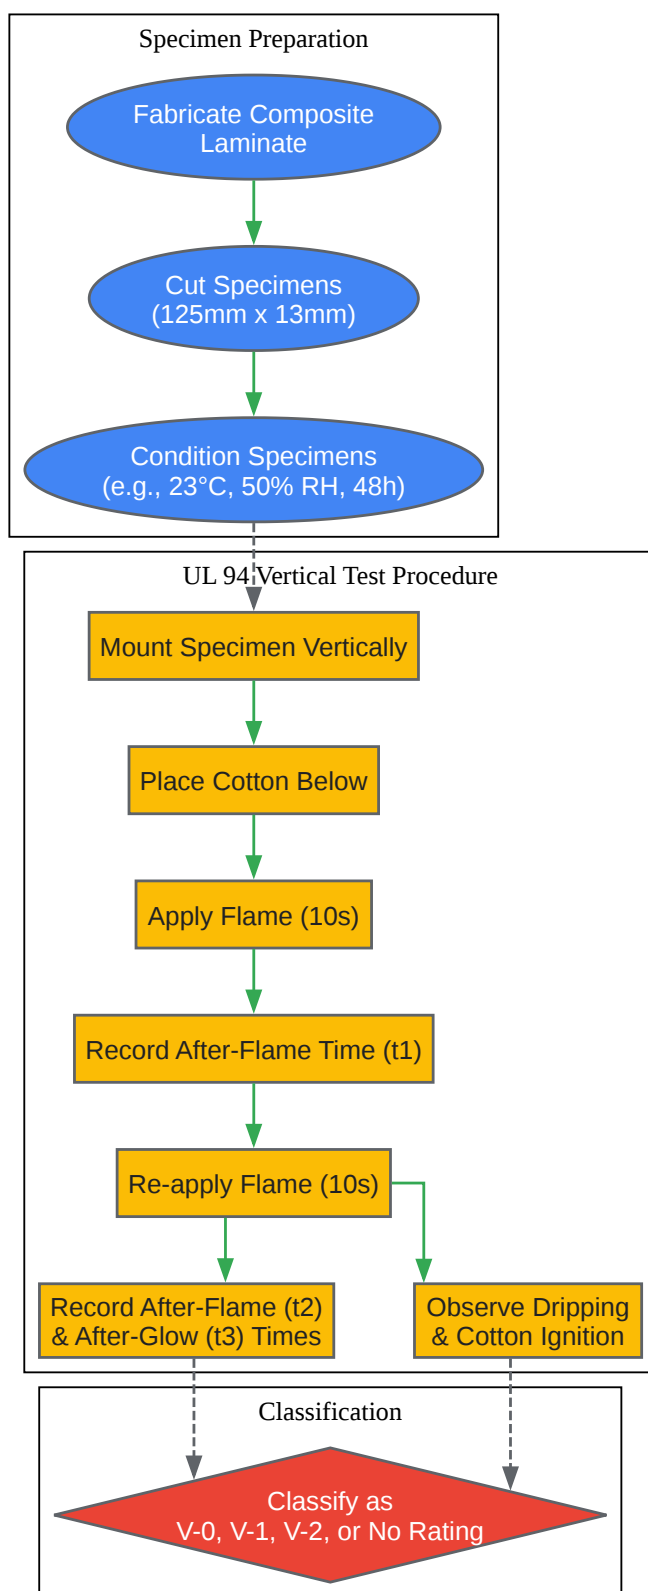 Specimen Preparation
Fabricate Composite
Laminate
Cut Specimens
(125mm x 13mm)
Condition Specimens
(e.g., 23°C, 50% RH, 48h)
UL 94 Vertical Test Procedure
Mount Specimen Vertically
Place Cotton Below
Apply Flame (10s)
Record After-Flame Time (t1)
Re-apply Flame (10s)
Record After-Flame (t2)
& After-Glow (t3) Times
Observe Dripping
& Cotton Ignition
Classification
Classify as
V-0, V-1, V-2, or No Rating